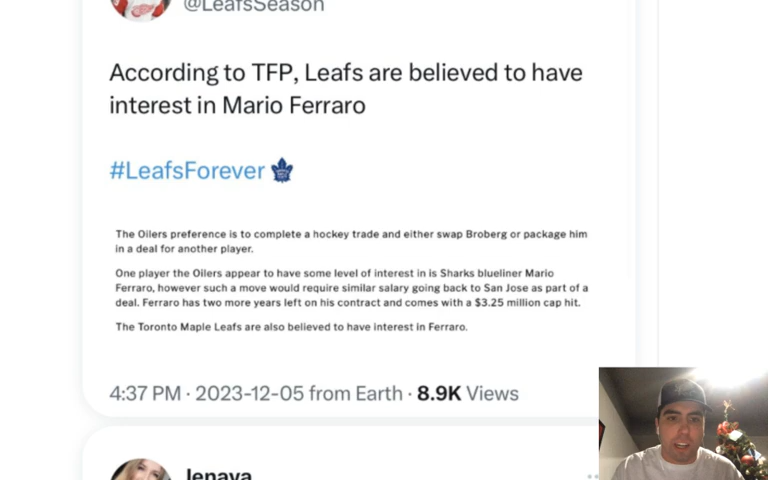 @LeafsSeason
According to TFP, Leafs are believed to have
interest in Mario Ferraro
#LeafsForever
The Oilers preference is to complete a hockey trade and either swap Broberg or package him
in a deal for another player.
One player the Oilers appear to have some level of interest in is Sharks blueliner Mario
Ferraro, however such a move would require similar salary going back to San Jose as part of a
deal. Ferraro has two more years left on his contract and comes with a $3.25 million cap hit.
The Toronto Maple Leafs are also believed to have interest in Ferraro.
4:37 PM · 2023-12-05 from Earth · 8.9K Views